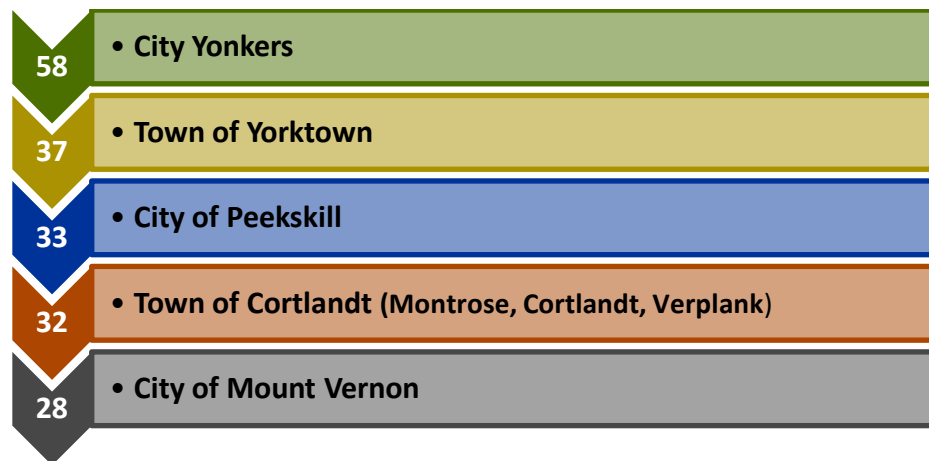 58
• City Yonkers
37
• Town of Yorktown
33
• City of Peekskill
32
• Town of Cortlandt (Montrose, Cortlandt, Verplank)
28
• City of Mount Vernon